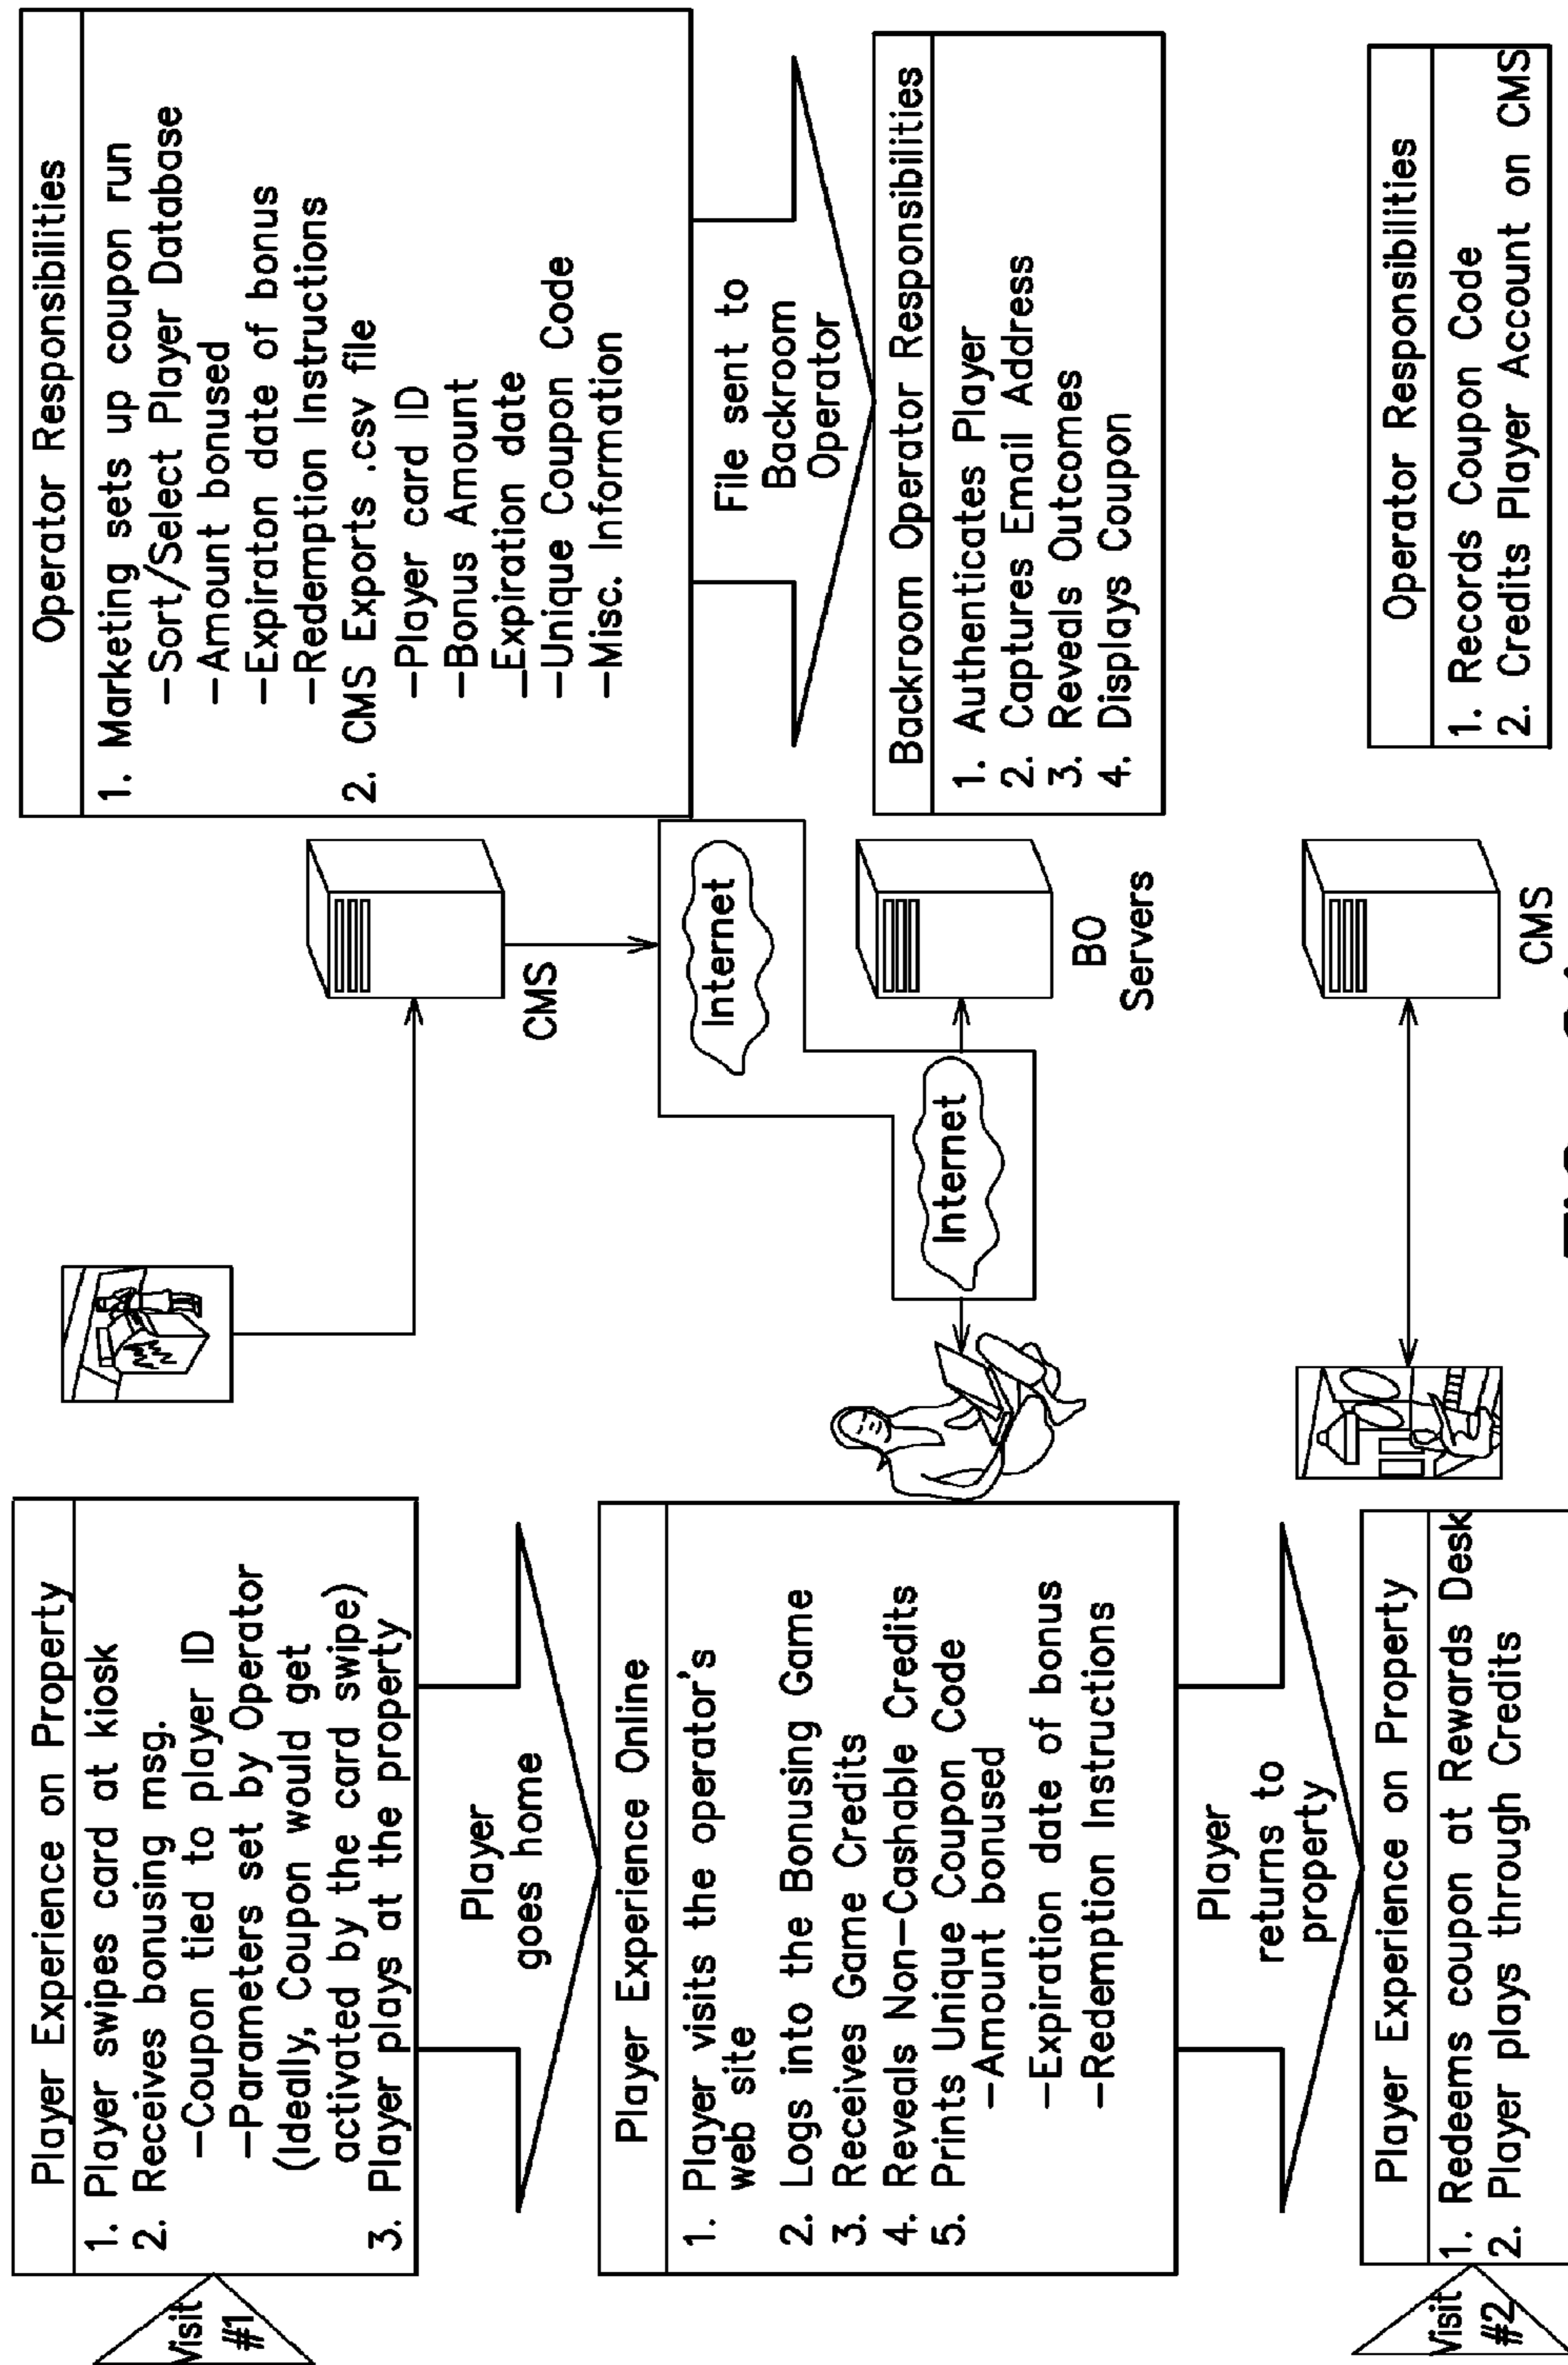 Visit
#1
Player Experience on Property
1. Player swipes card at kiosk
2. Receives bonusing msg.
–Coupon tied to player ID
–Parameters set by Operator
(Ideally, Coupon would get
activated by the card swipe)
3. Player plays at the property
Player
goes home
Player Experience Online
1. Player visits the operator's
web site
2. Logs into the Bonusing Game
3. Receives Game Credits
4. Reveals Non–Cashable Credits
5. Prints Unique Coupon Code
–Amount bonused
–Expiration date of bonus
–Redemption Instructions
Player
returns to
property
Visit
#2
Player Experience on Property
1. Redeems coupon at Rewards Desk
2. Player plays through Credits
CMS
Internet
Internet
BO
Servers
CMS
Operator Responsibilities
1. Marketing sets up coupon run
–Sort/Select Player Database
–Amount bonused
–Expiraton date of bonus
–Redemption Instructions
2. CMS Exports .csv file
–Player card ID
–Bonus Amount
–Expiration date
–Unique Coupon Code
–Misc. Information
File sent to
Backroom
Operator
Backroom Operator Responsibilities
1. Authenticates Player
2. Captures Email Address
3. Reveals Outcomes
4. Displays Coupon
Operator Responsibilities
1. Records Coupon Code
2. Credits Player Account on CMS